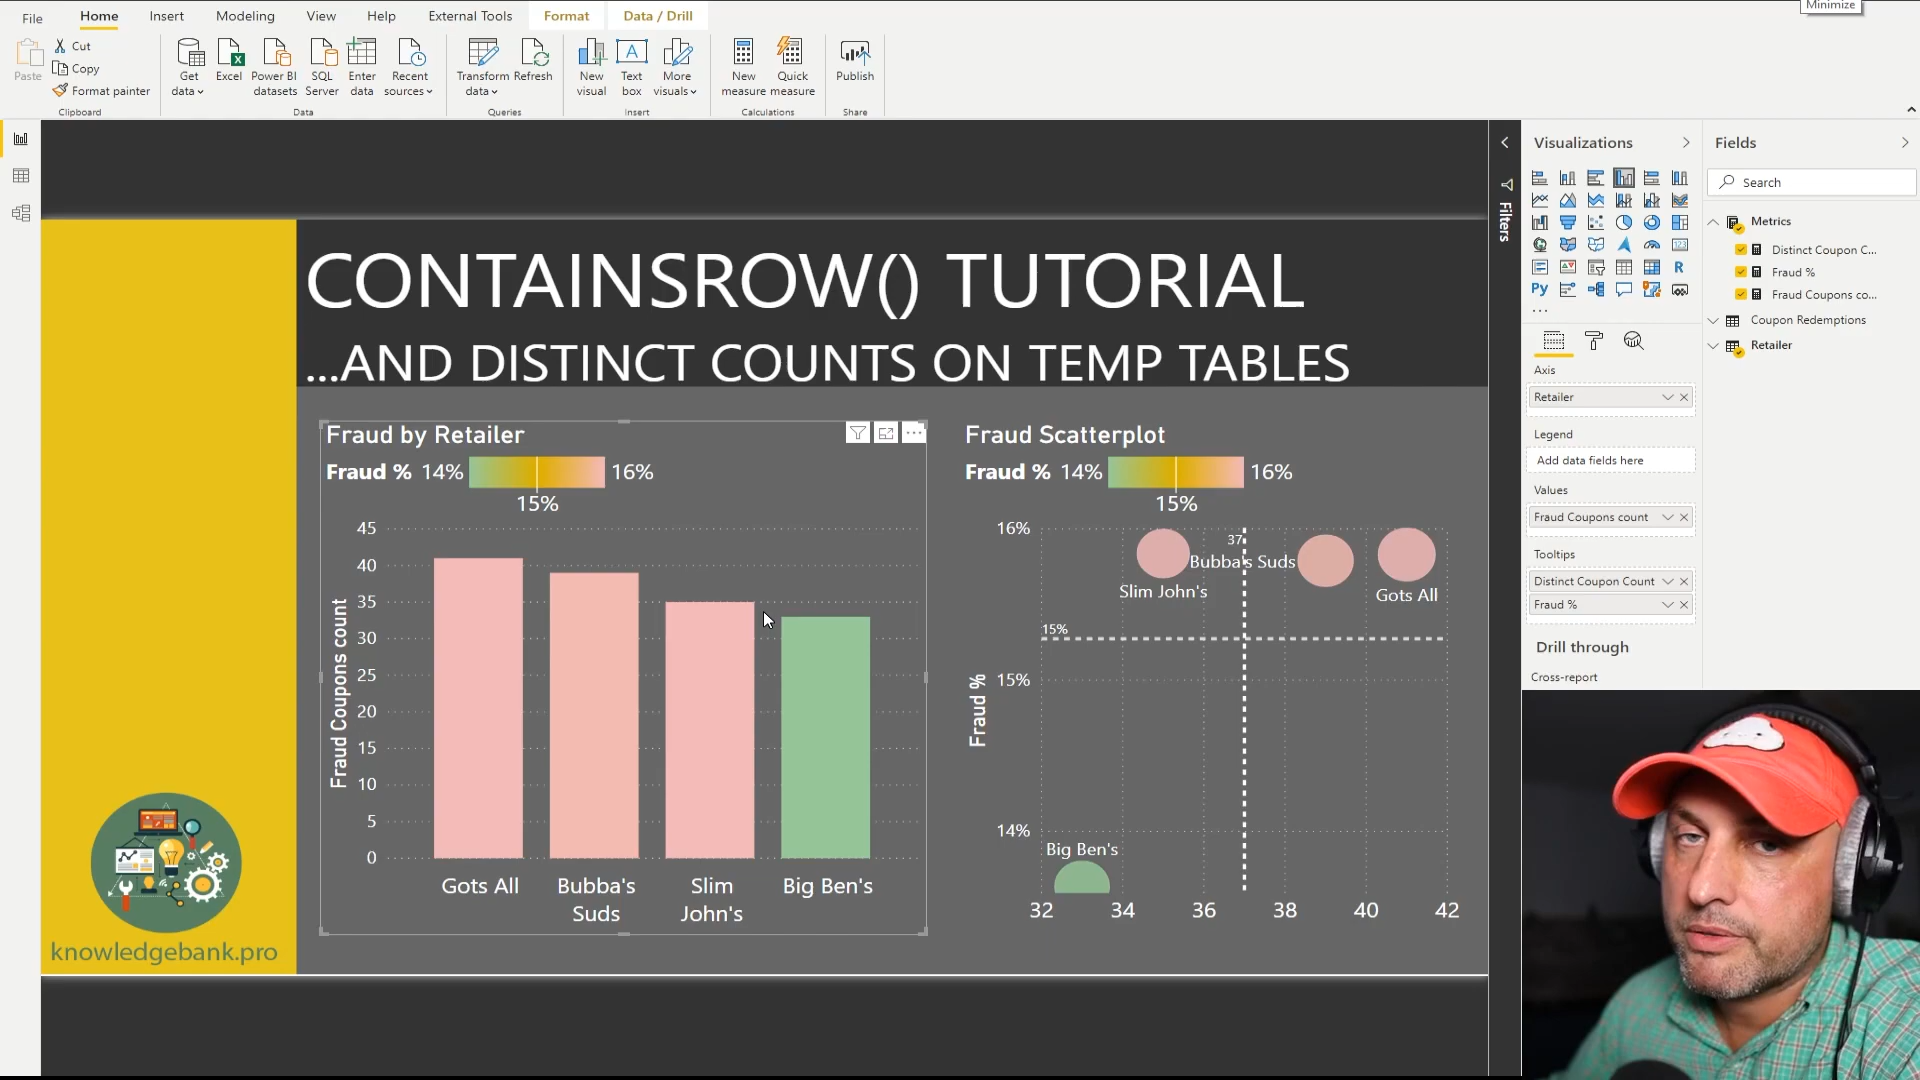 Minimize
File
Home
Insert
Modeling
View
Help
External Tools
Format
Data / Drill
Paste
Cut
Copy
Format painter
Clipboard
Get data
Excel
Power BI datasets
SQL Server
Enter data
Recent sources
Data
Transform data
Refresh
Queries
New visual
Text box
More visuals
Insert
New measure
Quick measure
Calculations
Publish
Share
CONTAINSROW() TUTORIAL
...AND DISTINCT COUNTS ON TEMP TABLES
knowledgebank.pro
Fraud by Retailer
Fraud % 14% 16%
15%
Fraud Coupons count
45
40
35
30
25
20
15
10
5
0
Gots All
Bubba's
Suds
Slim
John's
Big Ben's
Fraud Scatterplot
Fraud % 14% 16%
15%
Fraud %
16%
15%
14%
37
Bubba's Suds
Slim John's
Gots All
15%
Big Ben's
32 34 36 38 40 42
Filters
Visualizations
R
Py
123
...
Axis
Retailer
Legend
Add data fields here
Values
Fraud Coupons count
Tooltips
Distinct Coupon Count
Fraud %
Drill through
Cross-report
Fields
Search
Metrics
Distinct Coupon C...
Fraud %
Fraud Coupons co...
Coupon Redemptions
Retailer